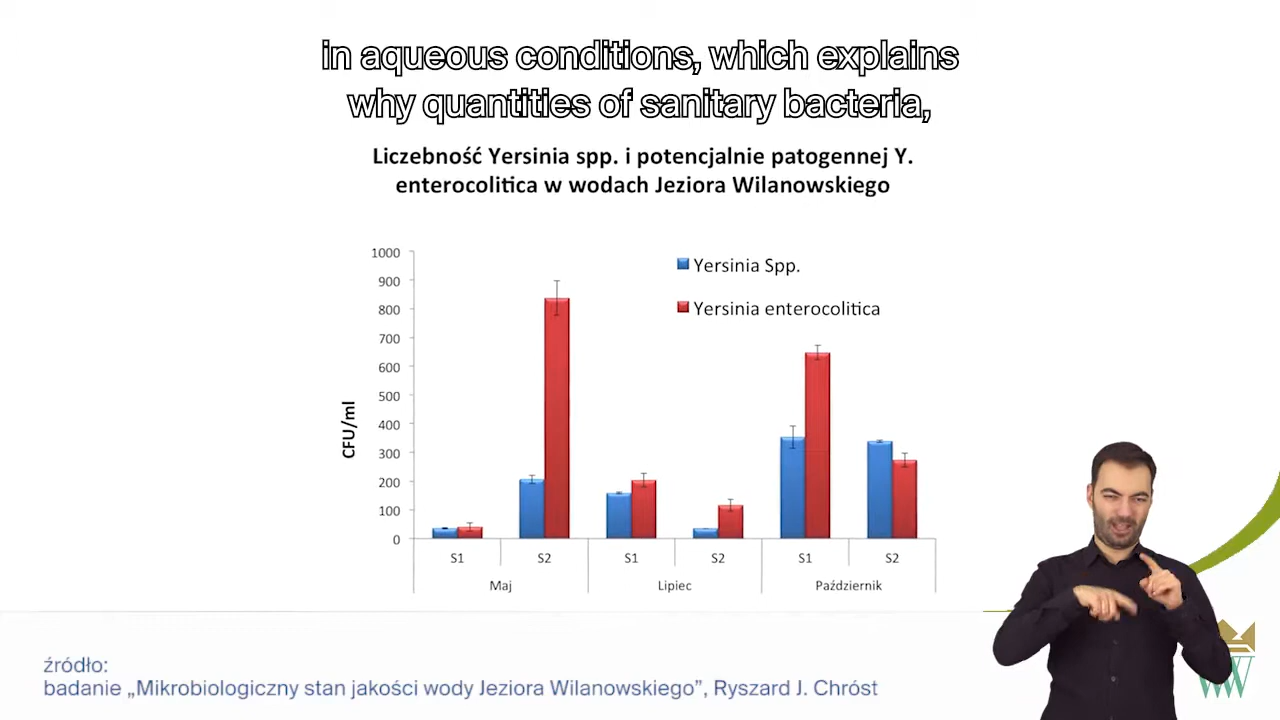 in aqueous conditions, which explains
why quantities of sanitary bacteria,
Liczebność Yersinia spp. i potencjalnie patogennej Y.
enterocolitica w wodach Jeziora Wilanowskiego
1000
900
800
700
600
500
400
300
200
100
0
CFU/ml
Yersinia Spp.
Yersinia enterocolitica
S1 S2 S1 S2 S1 S2
Maj Lipiec Październik
źródło:
badanie „Mikrobiologiczny stan jakości wody Jeziora Wilanowskiego”, Ryszard J. Chróst
W